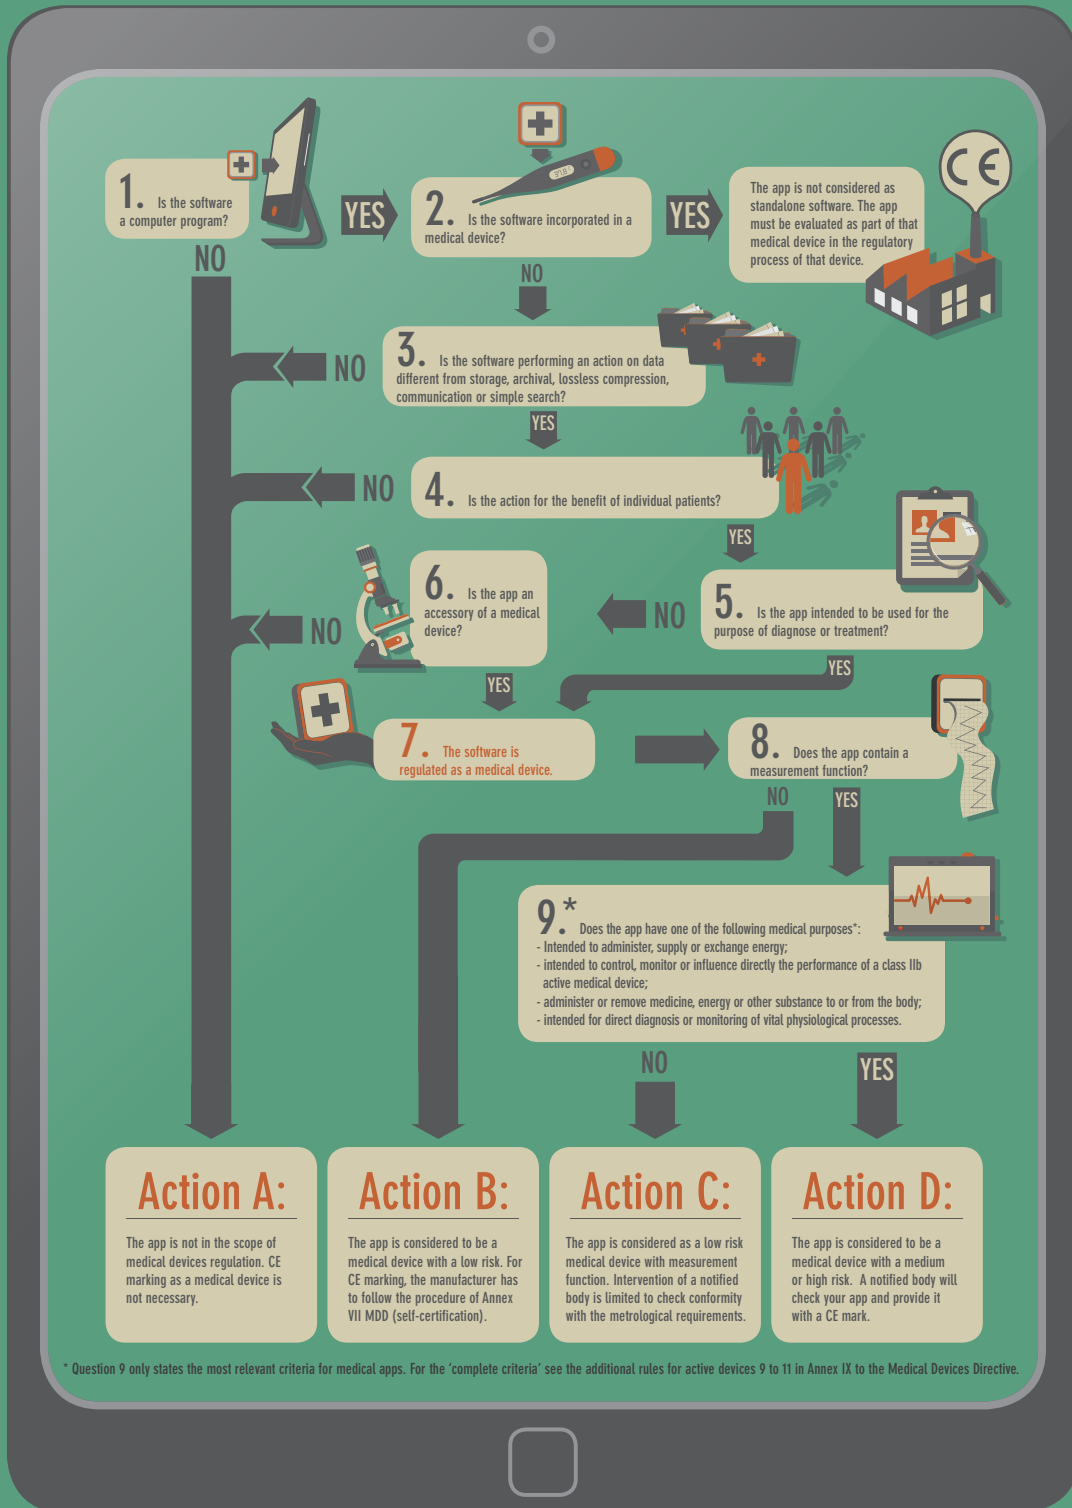 1. Is the software
a computer program?
YES
2. Is the software incorporated in a
medical device?
YES
The app is not considered as
standalone software. The app
must be evaluated as part of that
medical device in the regulatory
process of that device.
CE
NO
NO
3. Is the software performing an action on data
different from storage, archival, lossless compression,
communication or simple search?
NO
YES
4. Is the action for the benefit of individual patients?
NO
YES
5. Is the app intended to be used for the
purpose of diagnose or treatment?
NO
6. Is the app an
accessory of a medical
device?
NO
YES
YES
7. The software is
regulated as a medical device.
8. Does the app contain a
measurement function?
NO
YES
9.* Does the app have one of the following medical purposes*:
- Intended to administer, supply or exchange energy;
- intended to control, monitor or influence directly the performance of a class IIb
active medical device;
- administer or remove medicine, energy or other substance to or from the body;
- intended for direct diagnosis or monitoring of vital physiological processes.
NO
YES
Action A:
The app is not in the scope of
medical devices regulation. CE
marking as a medical device is
not necessary.
Action B:
The app is considered to be a
medical device with a low risk. For
CE marking, the manufacturer has
to follow the procedure of Annex
VII MDD (self-certification).
Action C:
The app is considered as a low risk
medical device with measurement
function. Intervention of a notified
body is limited to check conformity
with the metrological requirements.
Action D:
The app is considered to be a
medical device with a medium
or high risk. A notified body will
check your app and provide it
with a CE mark.
* Question 9 only states the most relevant criteria for medical apps. For the ‘complete criteria’ see the additional rules for active devices 9 to 11 in Annex IX to the Medical Devices Directive.